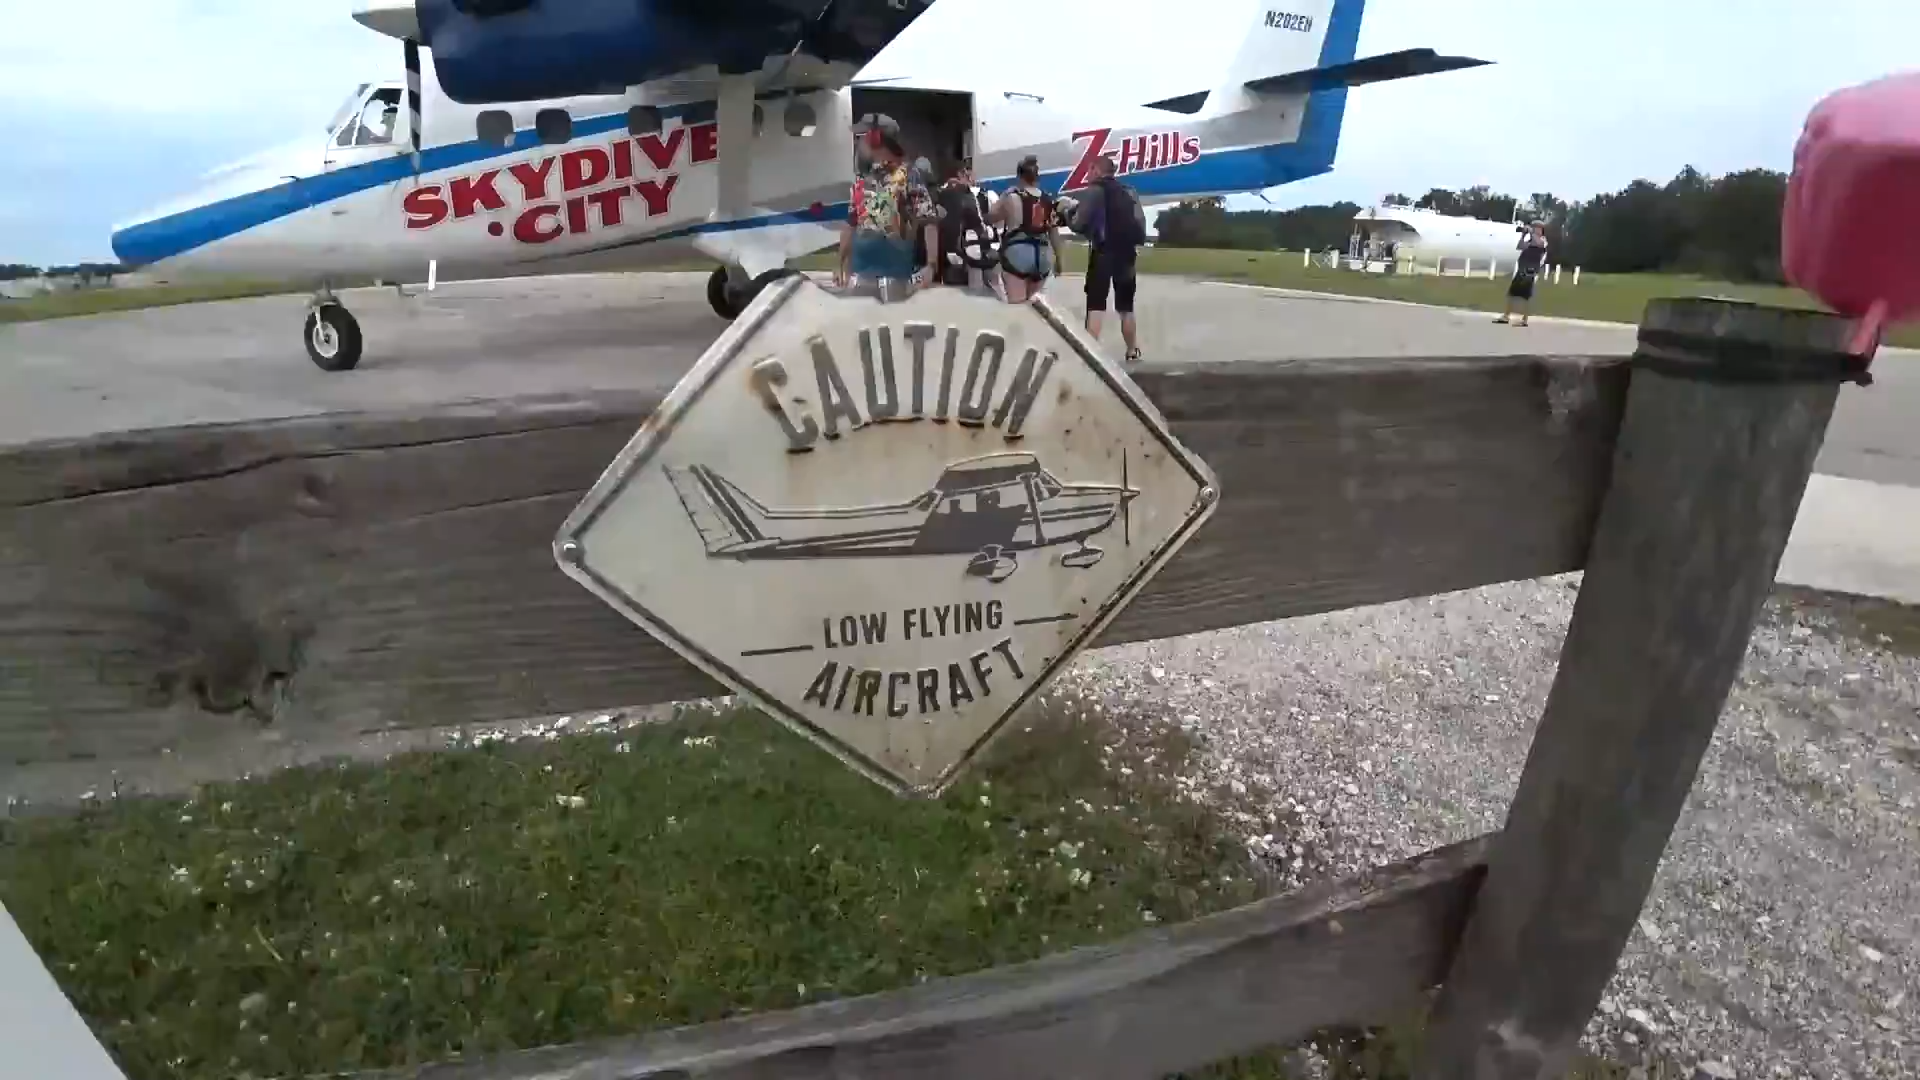 N202EH
SKYDIVE
CITY
Z-Hills
CAUTION
LOW FLYING
AIRCRAFT